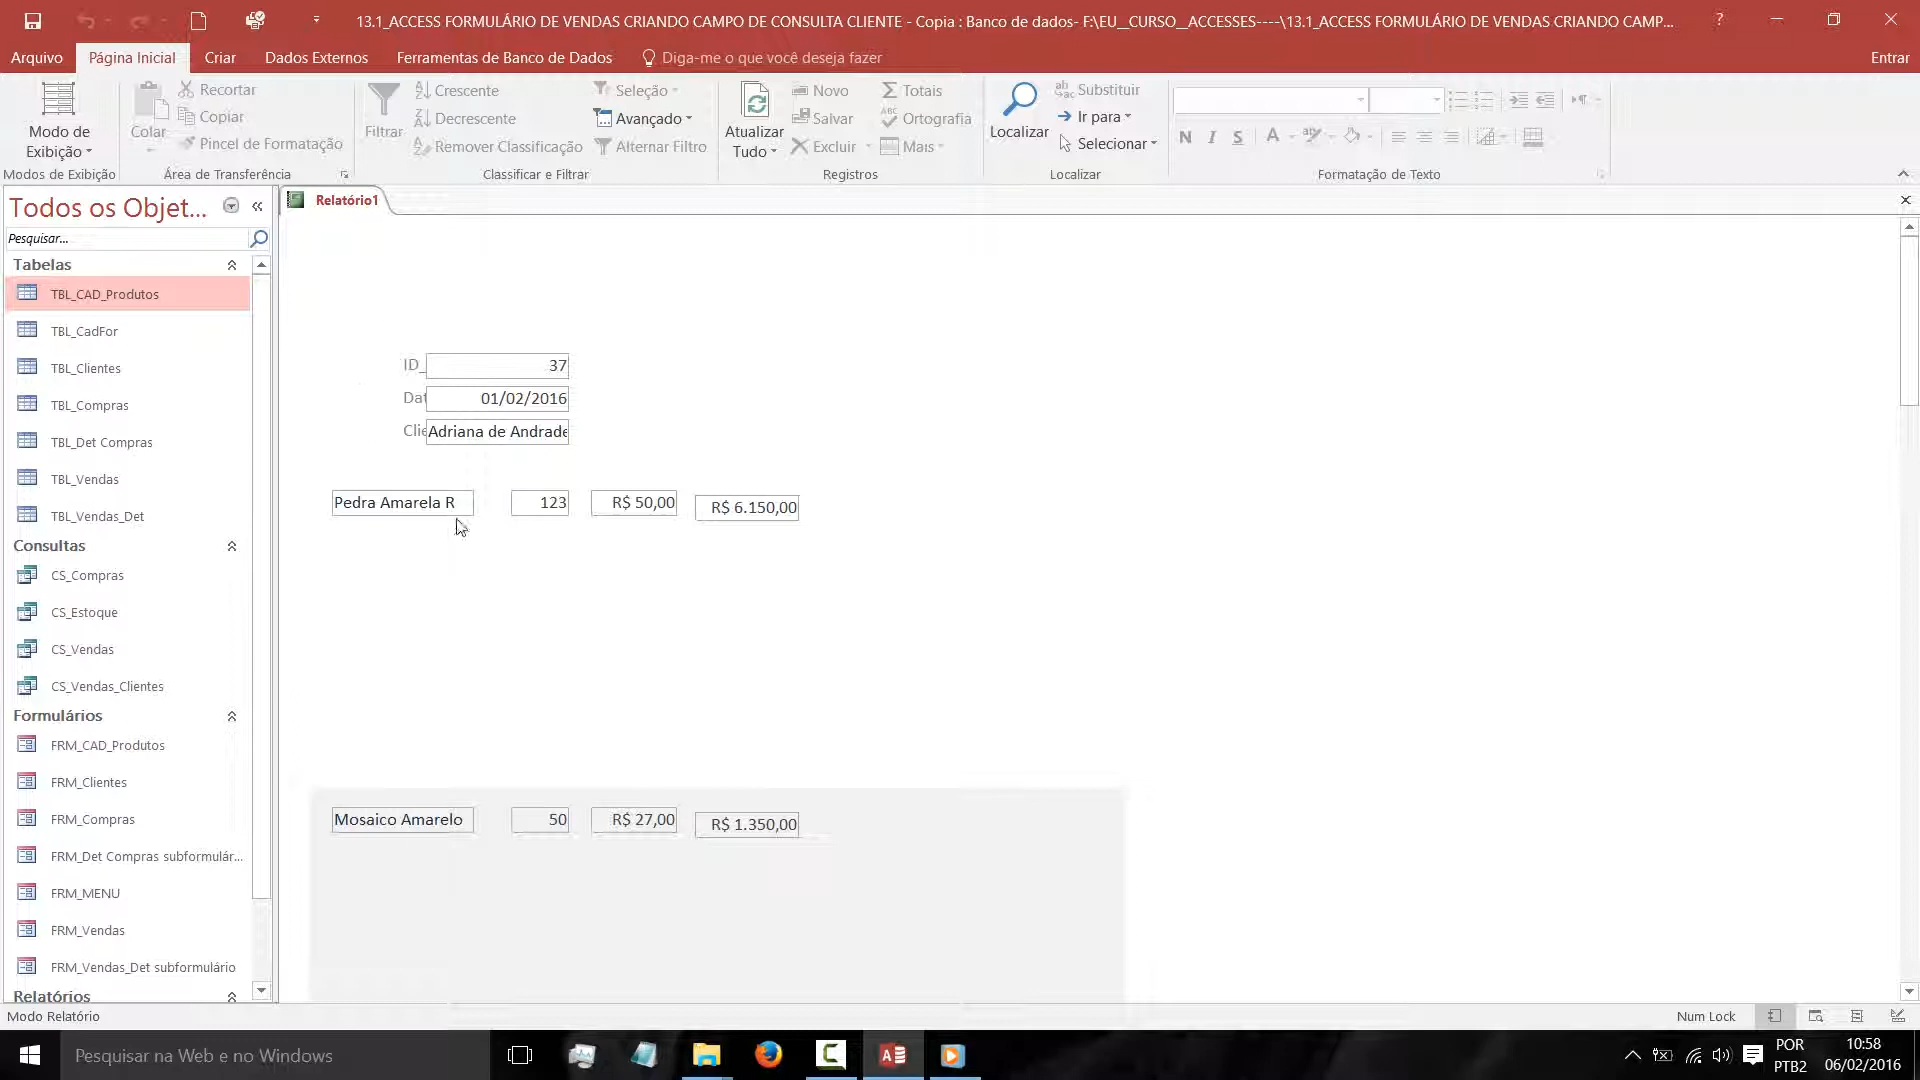 13.1_ACCESS FORMULÁRIO DE VENDAS CRIANDO CAMPO DE CONSULTA CLIENTE - Copia : Banco de dados- F:\EU__CURSO__ACCESSES----\13.1_ACCESS FORMULÁRIO DE VENDAS CRIANDO CAMP...
?
Arquivo Página Inicial Criar Dados Externos Ferramentas de Banco de Dados Diga-me o que você deseja fazer Entrar
Modo de Exibição
Modos de Exibição
Colar
Recortar
Copiar
Pincel de Formatação
Área de Transferência
Filtrar
Crescente
Decrescente
Remover Classificação
Seleção
Avançado
Alternar Filtro
Classificar e Filtrar
Atualizar Tudo
Novo
Salvar
Excluir
Totais
Ortografia
Mais
Registros
Localizar
Substituir
Ir para
Selecionar
Localizar
N I S A
Formatação de Texto
Todos os Objet...
Pesquisar...
Tabelas
TBL_CAD_Produtos
TBL_CadFor
TBL_Clientes
TBL_Compras
TBL_Det Compras
TBL_Vendas
TBL_Vendas_Det
Consultas
CS_Compras
CS_Estoque
CS_Vendas
CS_Vendas_Clientes
Formulários
FRM_CAD_Produtos
FRM_Clientes
FRM_Compras
FRM_Det Compras subformulár...
FRM_MENU
FRM_Vendas
FRM_Vendas_Det subformulário
Relatórios
Relatório1
ID_ 37
Dat 01/02/2016
Clie Adriana de Andrade
Pedra Amarela R 123 R$ 50,00 R$ 6.150,00
Mosaico Amarelo 50 R$ 27,00 R$ 1.350,00
Modo Relatório Num Lock
Pesquisar na Web e no Windows
POR
PTB2
10:58
06/02/2016